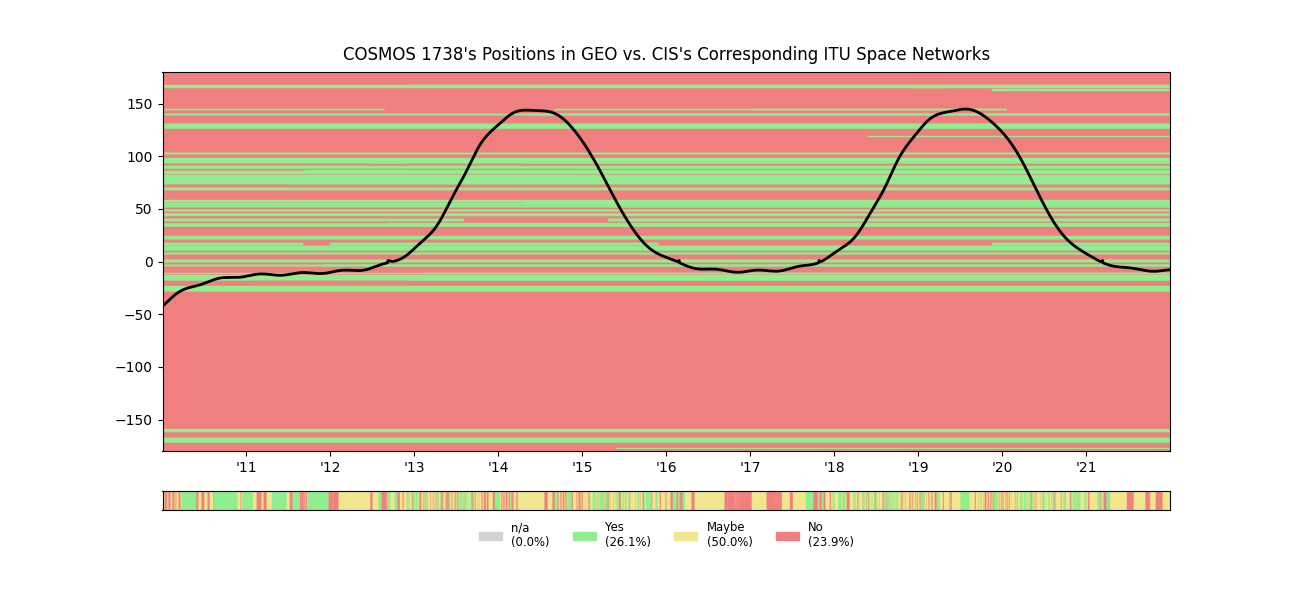 COSMOS 1738's Positions in GEO vs. CIS's Corresponding ITU Space Networks
150
100
50
0
−50
−100
−150
'11 '12 '13 '14 '15 '16 '17 '18 '19 '20 '21
n/a Yes Maybe No
(0.0%) (26.1%) (50.0%) (23.9%)